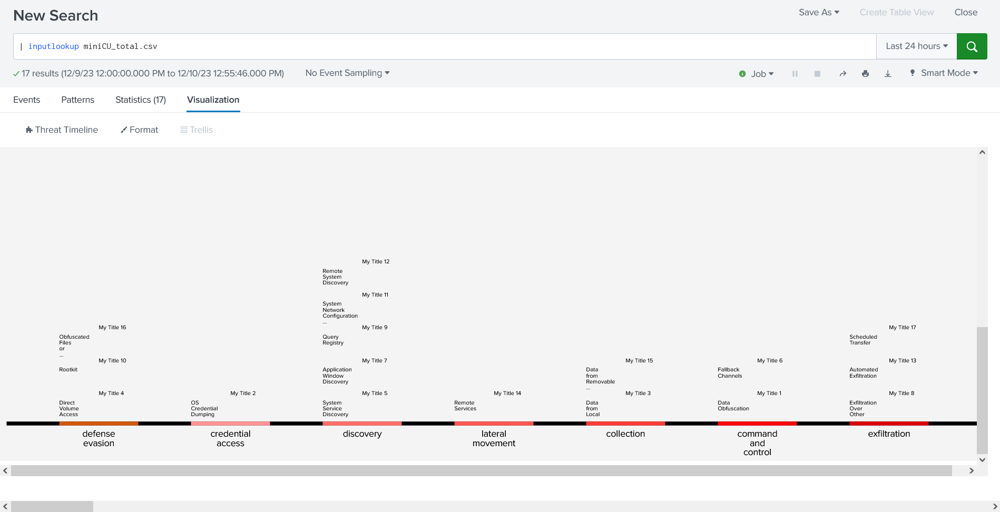 New Search
Save As
Create Table View
Close
| inputlookup miniCU_total.csv
Last 24 hours
17 results (12/9/23 12:00:00.000 PM to 12/10/23 12:55:46.000 PM)
No Event Sampling
Job
Smart Mode
Events
Patterns
Statistics (17)
Visualization
Threat Timeline
Format
Trellis
My Title 16
Obfuscated
Files
or
...
My Title 10
Rootkit
My Title 4
Direct
Volume
Access
defense
evasion
My Title 2
OS
Credential
Dumping
credential
access
My Title 12
Remote
System
Discovery
My Title 11
System
Network
Configuration
...
My Title 9
Query
Registry
My Title 7
Application
Window
Discovery
My Title 5
System
Service
Discovery
discovery
My Title 14
Remote
Services
lateral
movement
My Title 15
Data
from
Removable
...
My Title 3
Data
from
Local
collection
My Title 6
Fallback
Channels
My Title 1
Data
Obfuscation
command
and
control
My Title 17
Scheduled
Transfer
My Title 13
Automated
Exfiltration
My Title 8
Exfiltration
Over
Other
exfiltration